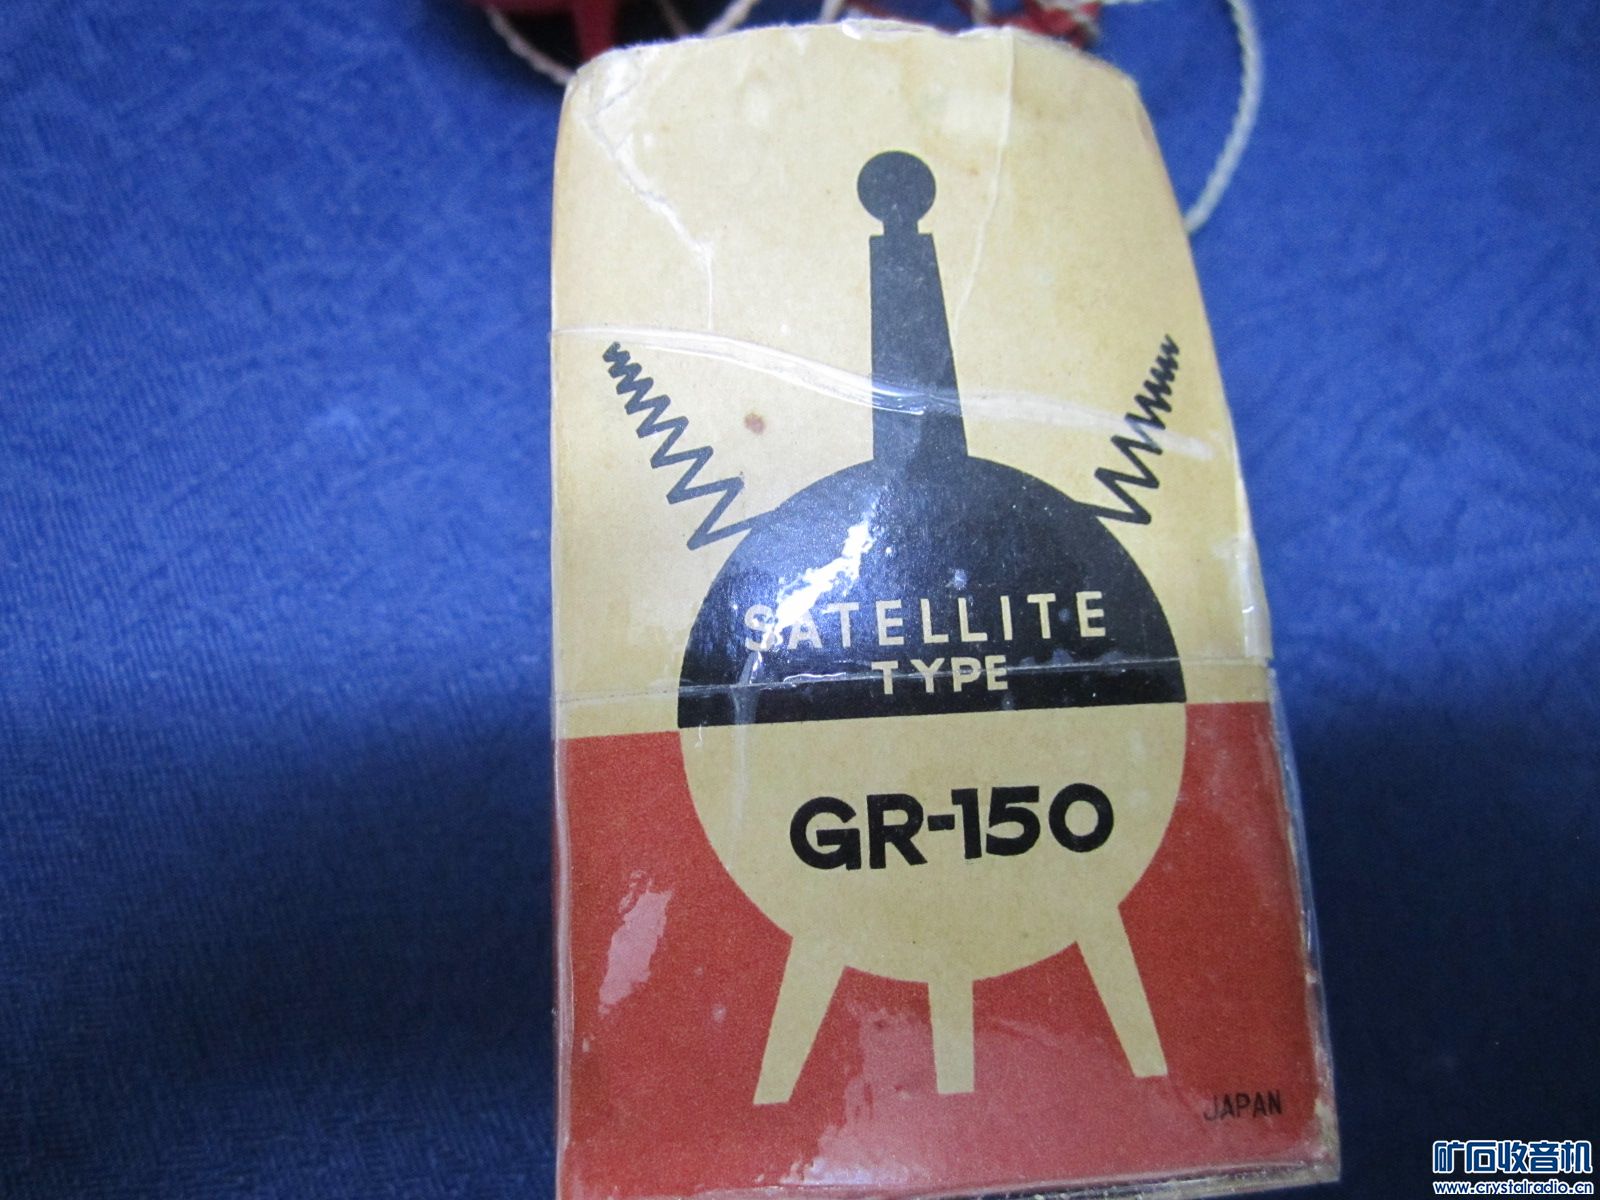 SATELLITE
TYPE
GR-150
JAPAN
矿石收音机
www.crystalradio.cn